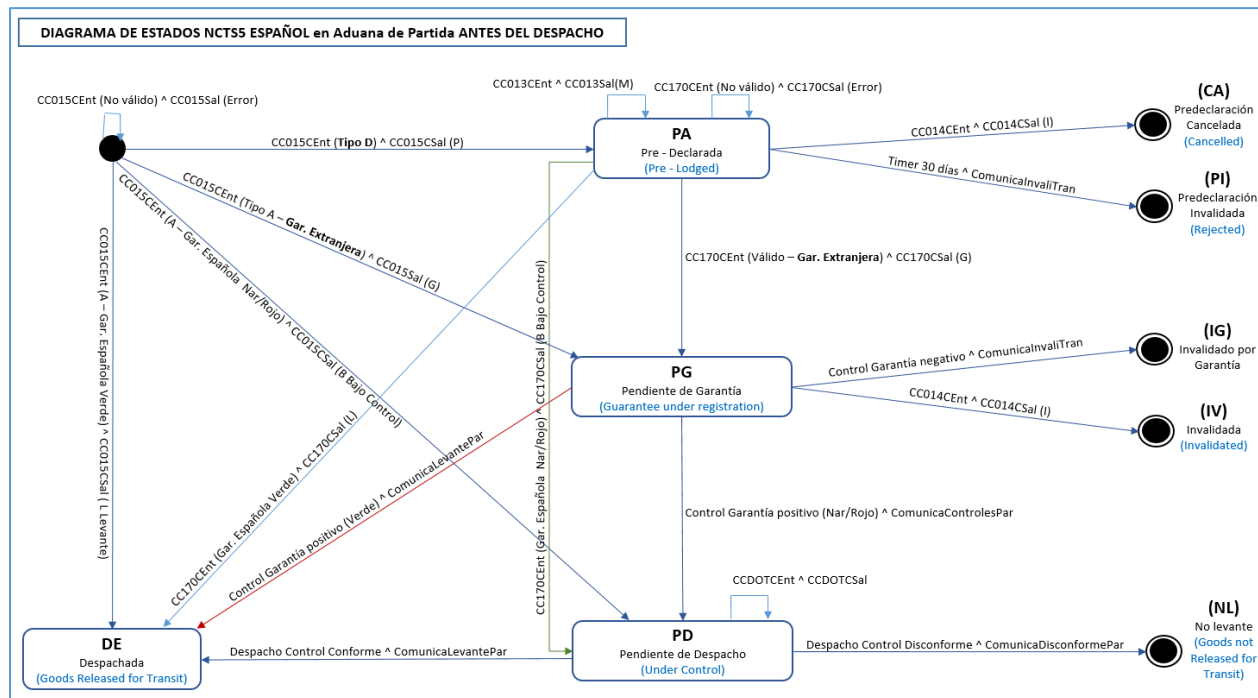 DIAGRAMA DE ESTADOS NCTS5 ESPAÑOL en Aduana de Partida ANTES DEL DESPACHO
CC015CEnt (No válido) ^ CC015Sal (Error)
CC013CEnt ^ CC013Sal(M)
CC170CEnt (No válido) ^ CC170CSal (Error)
CC015CEnt (Tipo D) ^ CC015CSal (P)
PA
Pre - Declarada
(Pre - Lodged)
CC014CEnt ^ CC014CSal (I)
(CA)
Predeclaración
Cancelada
(Cancelled)
Timer 30 días ^ ComunicaInvaliTran
(PI)
Predeclaración
Invalidada
(Rejected)
CC015CEnt (Tipo A – Gar. Extranjera) ^ CC015Sal (G)
CC015CEnt (A – Gar. Española Nar/Rojo) ^ CC015CSal (B Bajo Control)
CC015CEnt (A – Gar. Española Verde) ^ CC015CSal ( L Levante)
CC170CEnt (Gar. Española Verde) ^ CC170CSal (L)
CC170CEnt (Gar. Española  Nar/Rojo) ^ CC170CSal (B Bajo Control)
CC170CEnt (Válido – Gar. Extranjera) ^ CC170CSal (G)
PG
Pendiente de Garantía
(Guarantee under registration)
Control Garantía negativo ^ ComunicaInvaliTran
(IG)
Invalidado por
Garantía
CC014CEnt ^ CC014CSal (I)
(IV)
Invalidada
(Invalidated)
Control Garantía positivo (Verde) ^ ComunicaLevantePar
Control Garantía positivo (Nar/Rojo) ^ ComunicaControlesPar
CCDOTCEnt ^ CCDOTCSal
DE
Despachada
(Goods Released for Transit)
Despacho Control Conforme ^ ComunicaLevantePar
PD
Pendiente de Despacho
(Under Control)
Despacho Control Disconforme ^ ComunicaDisconformePar
(NL)
No levante
(Goods not
Released for
Transit)